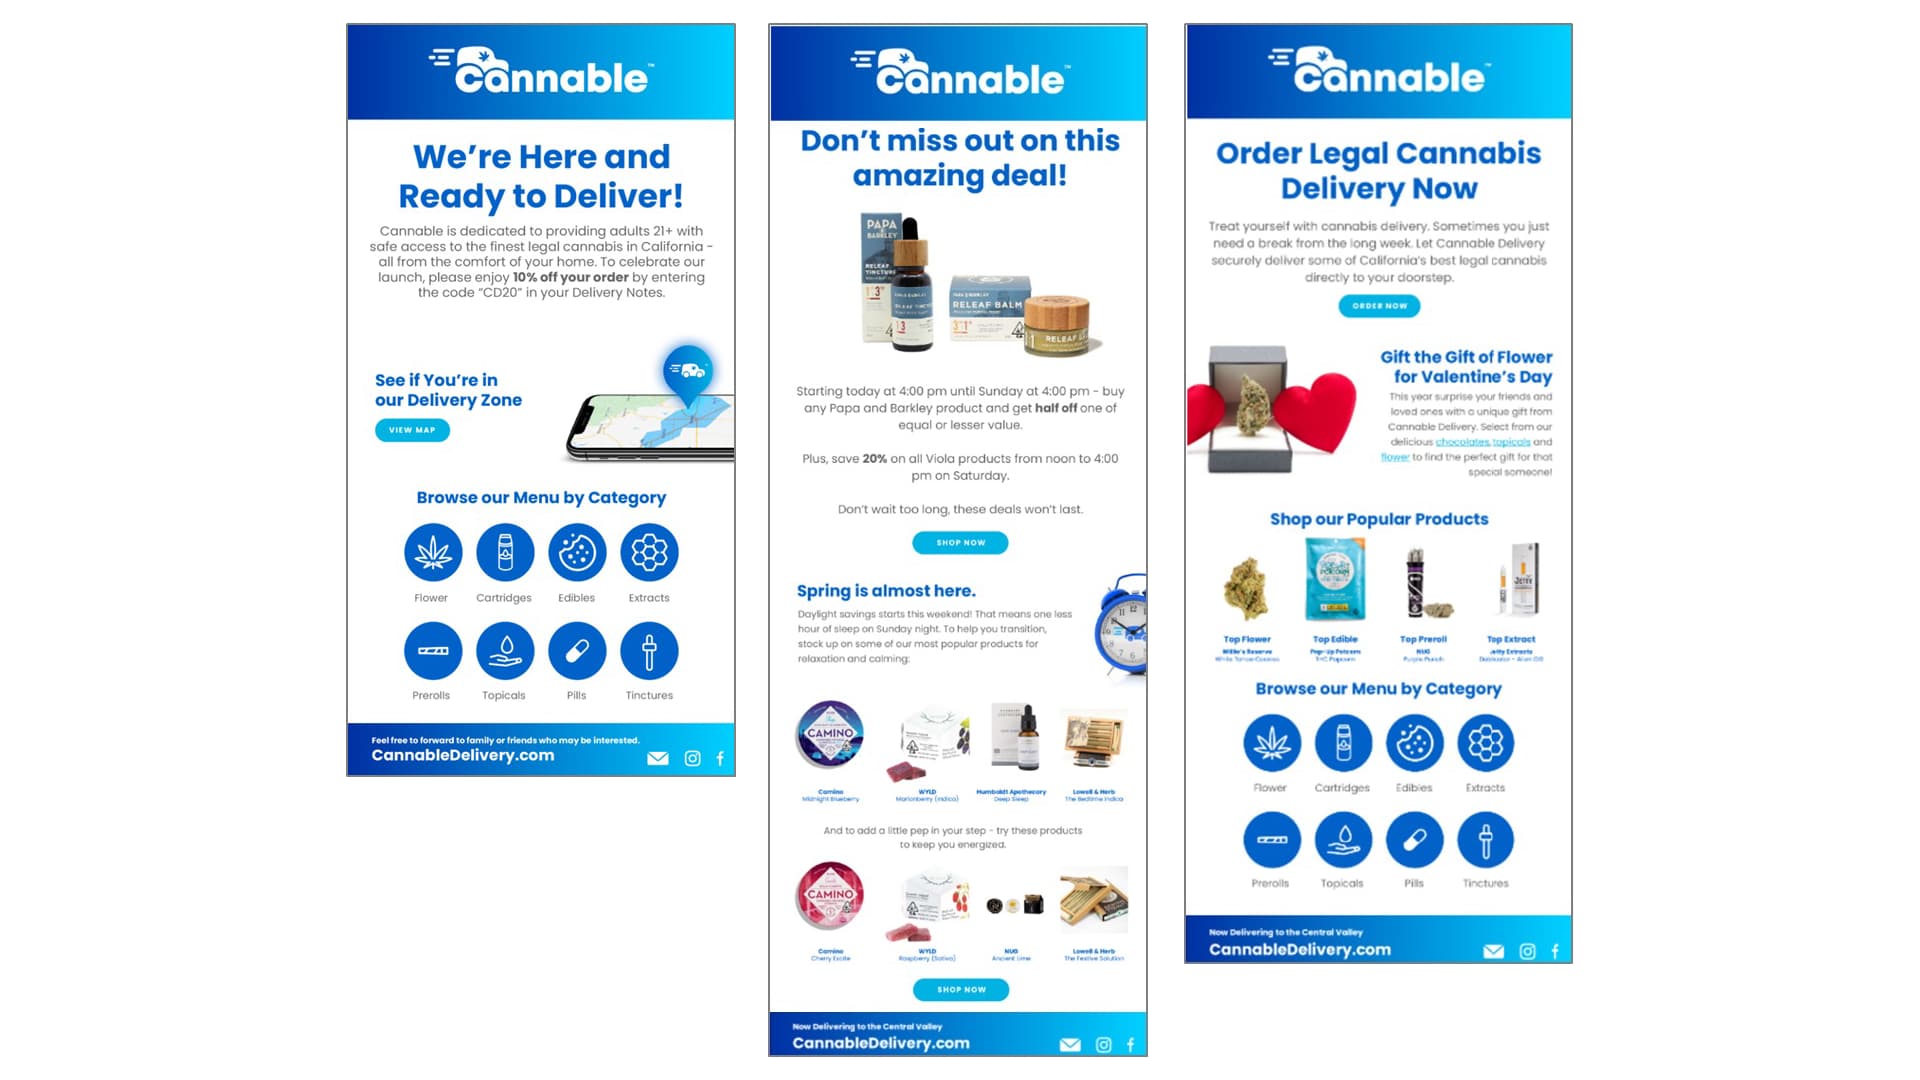 Cannable™
We're Here and
Ready to Deliver!
Cannable is dedicated to providing adults 21+ with
safe access to the finest legal cannabis in California -
all from the comfort of your home. To celebrate our
launch, please enjoy 10% off your order by entering
the code "CD20" in your Delivery Notes.
See if You're in
our Delivery Zone
VIEW MAP
Browse our Menu by Category
Flower Cartridges Edibles Extracts
Prerolls Topicals Pills Tinctures
Feel free to forward to family or friends who may be interested.
CannableDelivery.com
Cannable™
Don't miss out on this
amazing deal!
PAPA &
BARKLEY
RELEAF
TINCTURE
RELEAF BALM
RELEAF
Starting today at 4:00 pm until Sunday at 4:00 pm - buy
any Papa and Barkley product and get half off one of
equal or lesser value.
Plus, save 20% on all Viola products from noon to 4:00
pm on Saturday.
Don't wait too long, these deals won't last.
SHOP NOW
Spring is almost here.
Daylight savings starts this weekend! That means one less
hour of sleep on Sunday night. To help you transition,
stock up on some of our most popular products for
relaxation and calming:
CAMINO
Camino WYLD Humboldt Apothecary Lowell & Herb
Midnight Blueberry Marionberry (Indica) Deep Sleep The Bedtime Indica
And to add a little pep in your step - try these products
to keep you energized.
CAMINO
Camino WYLD NUG Lowell & Herb
Cherry Excite Raspberry (Sativa) Ancient Lime The Festive Solution
SHOP NOW
Now Delivering to the Central Valley
CannableDelivery.com
Cannable™
Order Legal Cannabis
Delivery Now
Treat yourself with cannabis delivery. Sometimes you just
need a break from the long week. Let Cannable Delivery
securely deliver some of California's best legal cannabis
directly to your doorstep.
ORDER NOW
Gift the Gift of Flower
for Valentine's Day
This year surprise your friends and
loved ones with a unique gift from
Cannable Delivery. Select from our
delicious chocolates, topicals and
flower to find the perfect gift for that
special someone!
Shop our Popular Products
Top Flower Top Edible Top Preroll Top Extract
Willie's Reserve Pop-Up Potcorn NUG Jetty Extracts
THC Popcorn Purple Punch
Browse our Menu by Category
Flower Cartridges Edibles Extracts
Prerolls Topicals Pills Tinctures
Now Delivering to the Central Valley
CannableDelivery.com